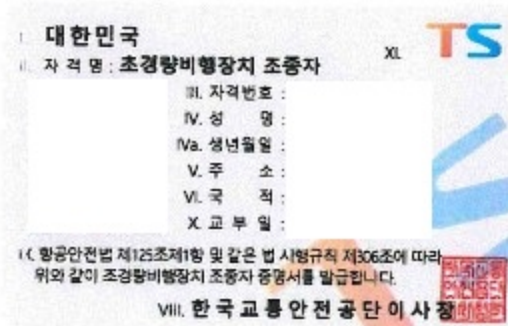 I. 대한민국
XI. TS
II. 자격명 : 초경량비행장치 조종자
III. 자격번호 :
IV. 성 명 :
IVa. 생년월일 :
V. 주 소 :
VI. 국 적 :
X. 교 부 일 :
IX. 항공안전법 제125조제1항 및 같은 법 시행규칙 제306조에 따라
위와 같이 초경량비행장치 조종자 증명서를 발급합니다.
VIII. 한국교통안전공단이사장